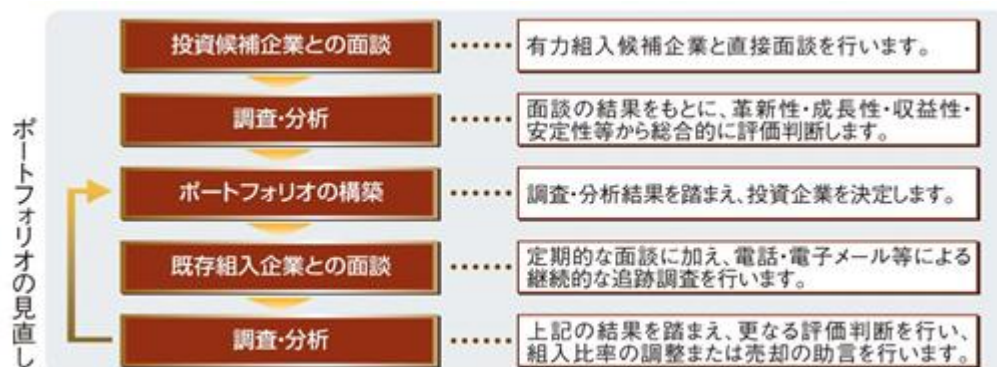 投資候補企業との面談
有力組入候補企業と直接面談を行います。
調査・分析
面談の結果をもとに、革新性・成長性・収益性・
安定性等から総合的に評価判断します。
ポートフォリオの構築
調査・分析結果を踏まえ、投資企業を決定します。
既存組入企業との面談
定期的な面談に加え、電話・電子メール等による
継続的な追跡調査を行います。
調査・分析
上記の結果を踏まえ、更なる評価判断を行い、
組入比率の調整または売却の助言を行います。
ポートフォリオの見直し